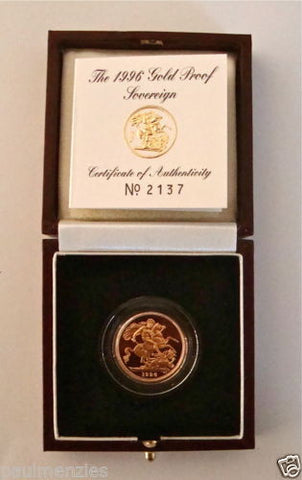 The 1996 Gold Proof
Sovereign
Certificate of Authenticity
No 2137
1996
paulmenzies